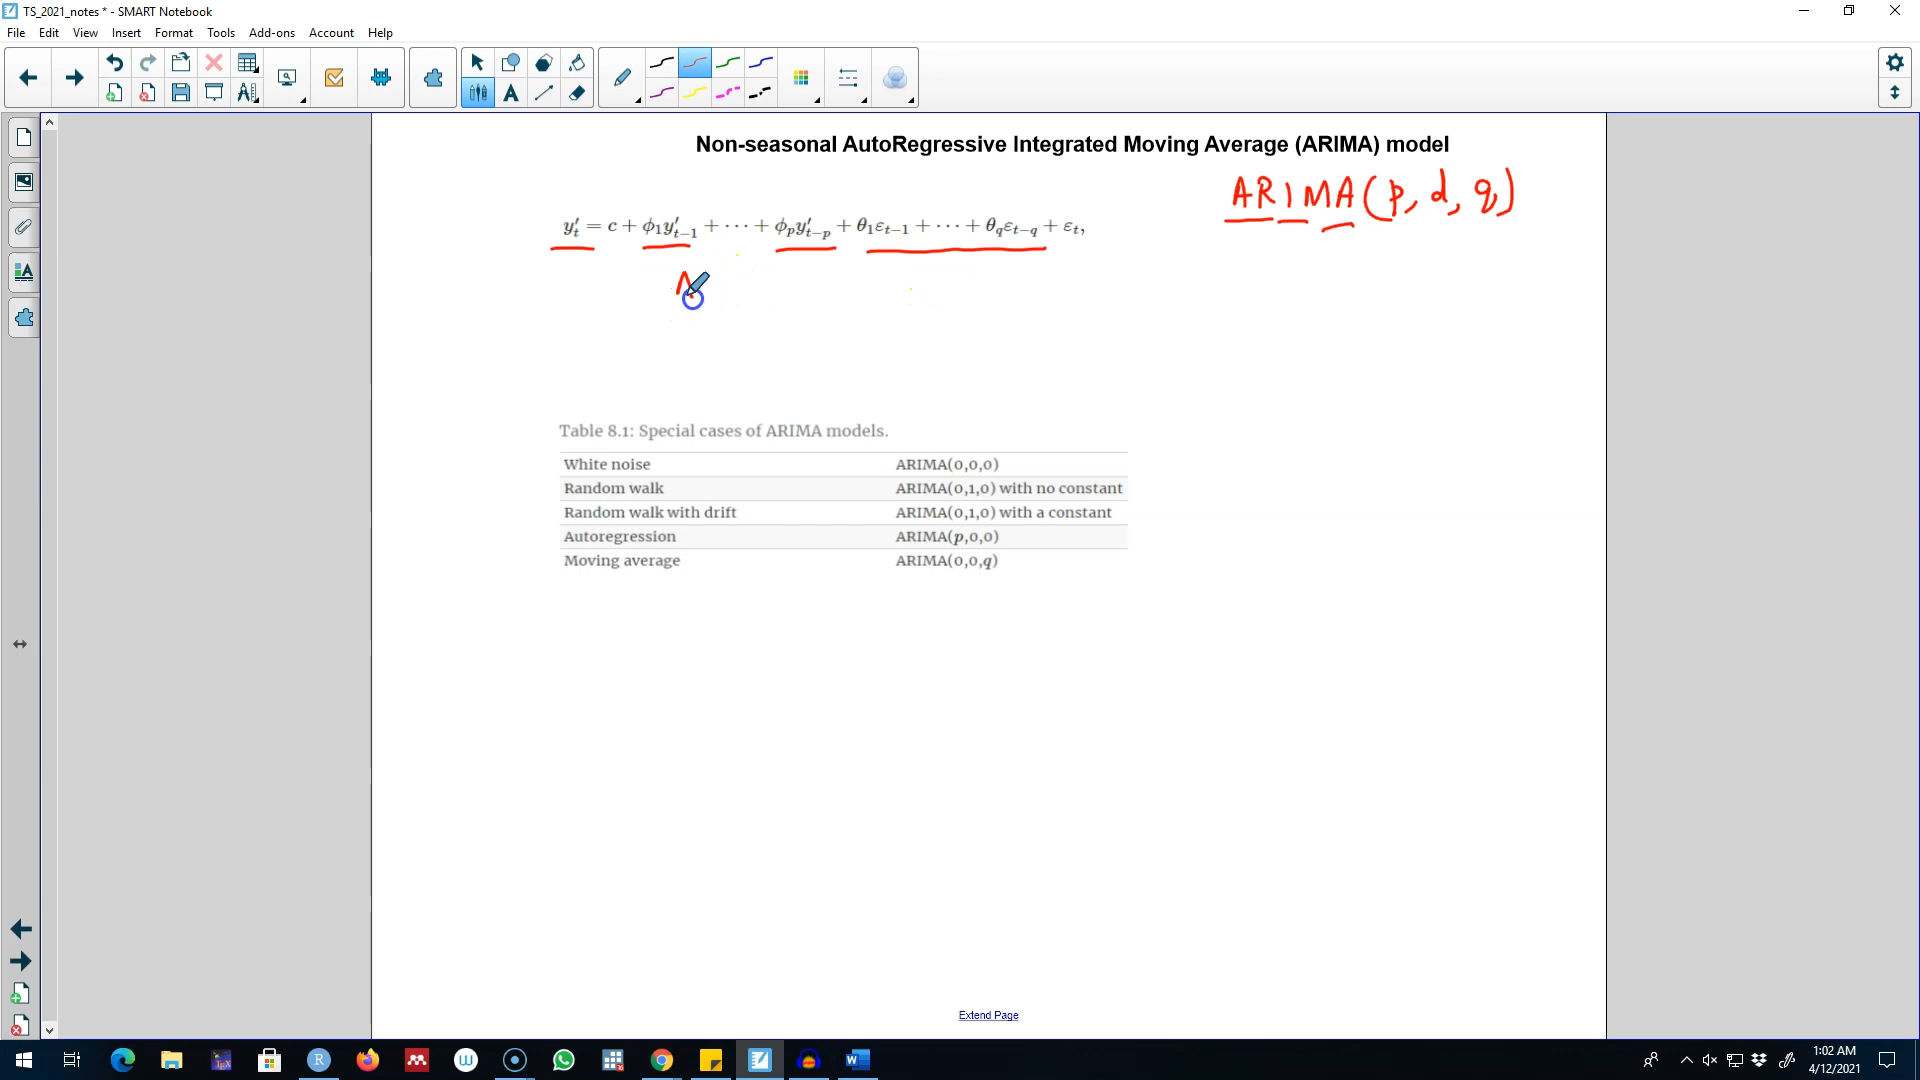 TS_2021_notes * - SMART Notebook
File Edit View Insert Format Tools Add-ons Account Help
Non-seasonal AutoRegressive Integrated Moving Average (ARIMA) model
ARIMA(p, d, q)
y′ₜ = c + ϕ₁y′ₜ₋₁ + ⋯ + ϕₚy′ₜ₋ₚ + θ₁εₜ₋₁ + ⋯ + θ_qε_{t−q} + εₜ,
Table 8.1: Special cases of ARIMA models.
White noise ARIMA(0,0,0)
Random walk ARIMA(0,1,0) with no constant
Random walk with drift ARIMA(0,1,0) with a constant
Autoregression ARIMA(p,0,0)
Moving average ARIMA(0,0,q)
Extend Page
1:02 AM
4/12/2021